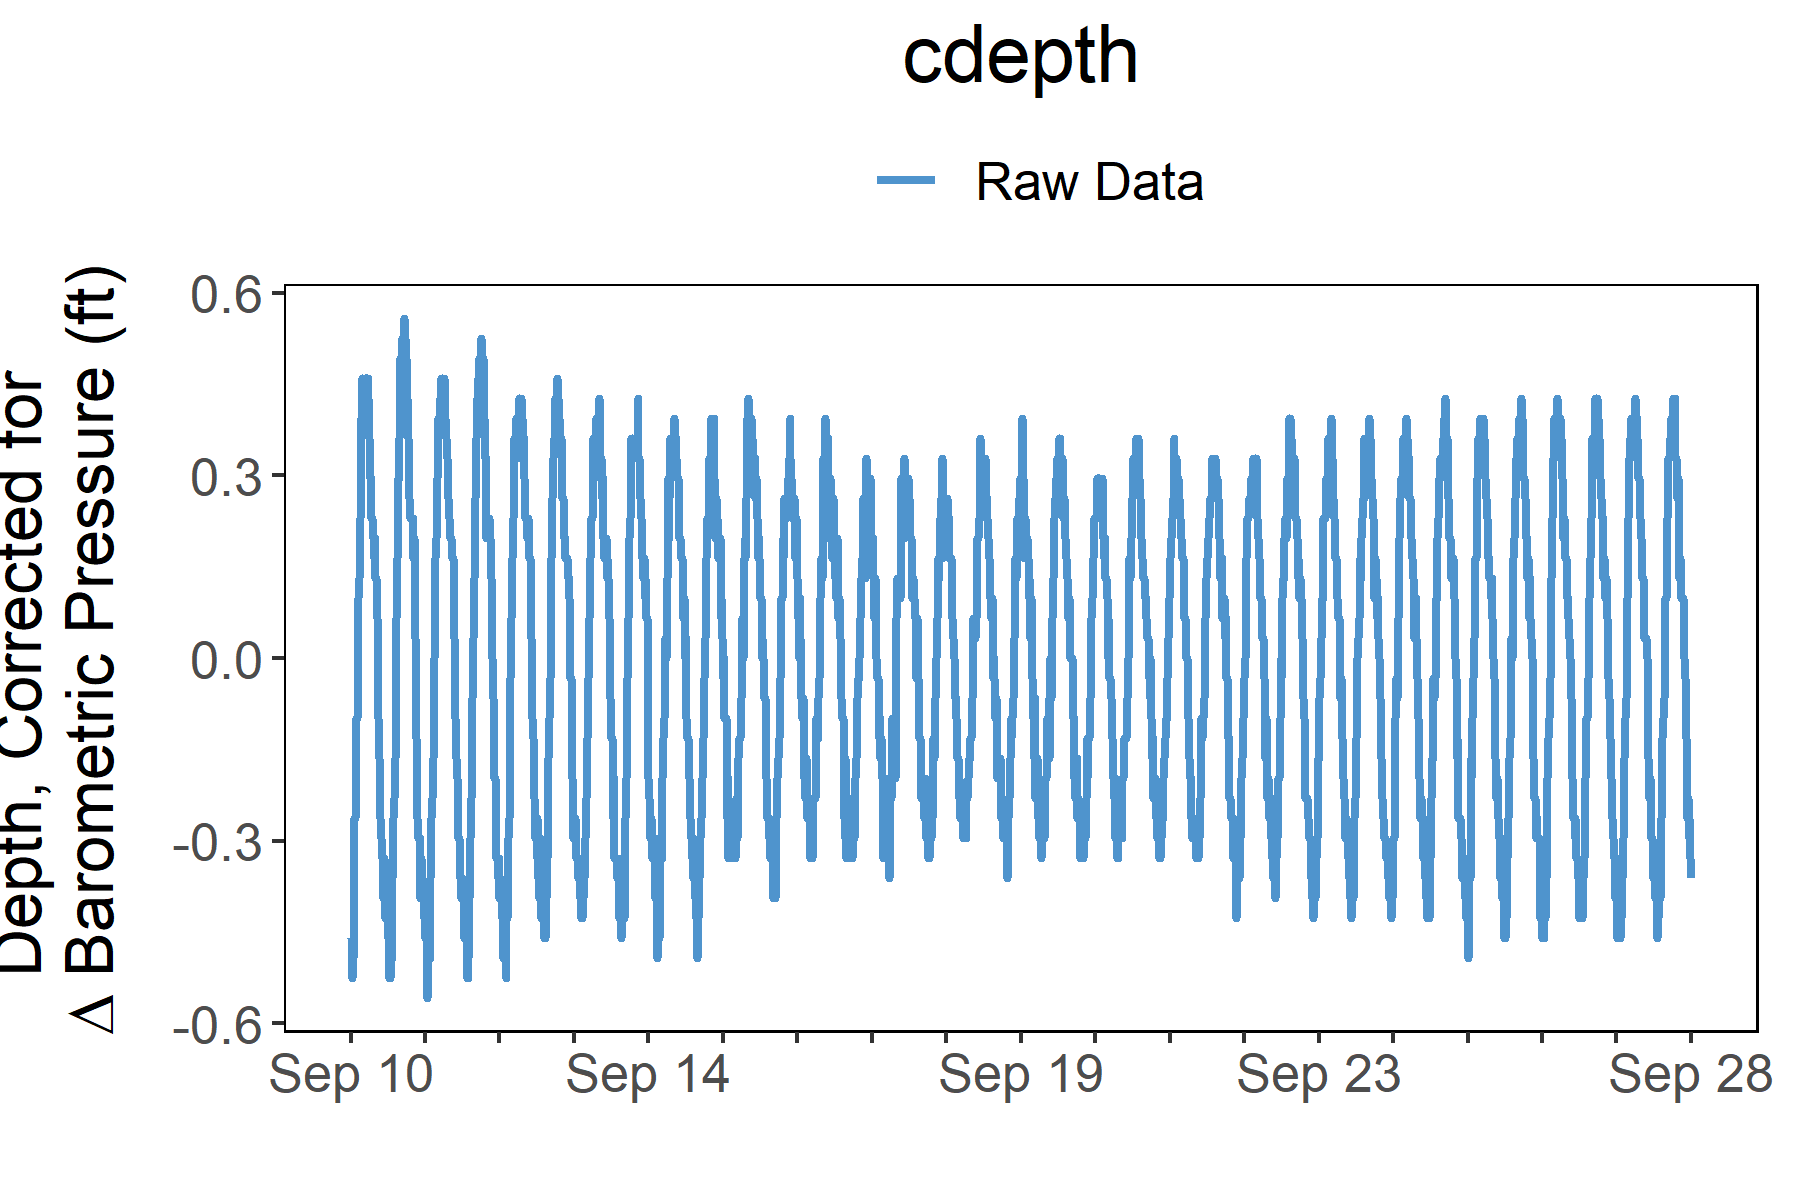 cdepth
Raw Data
Depth, Corrected for
Δ Barometric Pressure (ft)
0.6
0.3
0.0
-0.3
-0.6
Sep 10 Sep 14 Sep 19 Sep 23 Sep 28